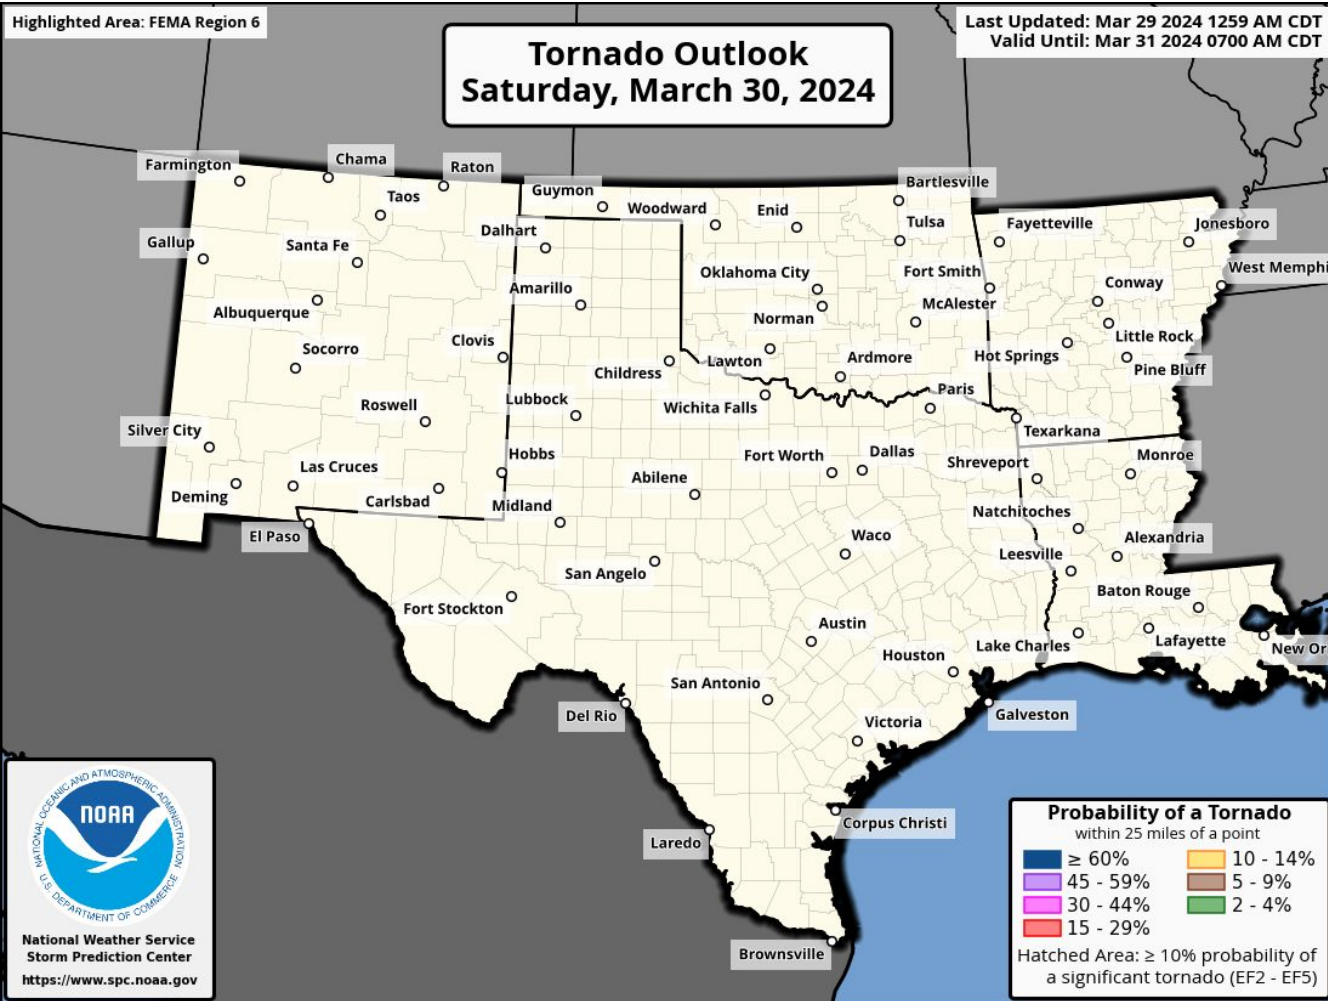 Highlighted Area: FEMA Region 6
Last Updated: Mar 29 2024 1259 AM CDT
Valid Until: Mar 31 2024 0700 AM CDT
Tornado Outlook
Saturday, March 30, 2024
Farmington
Chama
Raton
Taos
Guymon
Woodward
Enid
Bartlesville
Tulsa
Fayetteville
Jonesboro
Gallup
Santa Fe
Dalhart
Oklahoma City
Fort Smith
West Memphi
Amarillo
Conway
Albuquerque
Norman
McAlester
Socorro
Clovis
Little Rock
Childress
Lawton
Ardmore
Hot Springs
Pine Bluff
Roswell
Lubbock
Wichita Falls
Paris
Silver City
Texarkana
Las Cruces
Hobbs
Abilene
Fort Worth
Dallas
Shreveport
Monroe
Deming
Carlsbad
Midland
Natchitoches
El Paso
Waco
Leesville
Alexandria
San Angelo
Baton Rouge
Fort Stockton
Austin
Lake Charles
Lafayette
New Or
Houston
San Antonio
Del Rio
Victoria
Galveston
Laredo
Corpus Christi
Brownsville
NATIONAL OCEANIC AND ATMOSPHERIC ADMINISTRATION
NOAA
U.S. DEPARTMENT OF COMMERCE
National Weather Service
Storm Prediction Center
https://www.spc.noaa.gov
Probability of a Tornado
within 25 miles of a point
≥ 60%
45 - 59%
30 - 44%
15 - 29%
10 - 14%
5 - 9%
2 - 4%
Hatched Area: ≥ 10% probability of
a significant tornado (EF2 - EF5)